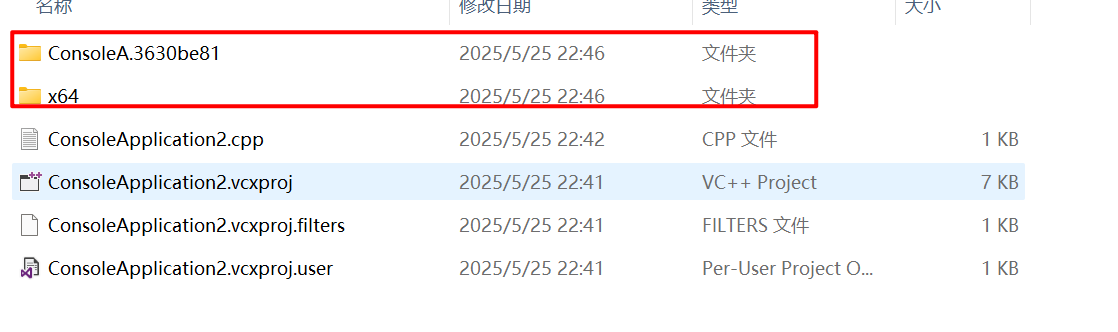 名称 修改日期 类型 大小
ConsoleA.3630be81 2025/5/25 22:46 文件夹
x64 2025/5/25 22:46 文件夹
ConsoleApplication2.cpp 2025/5/25 22:42 CPP 文件 1 KB
ConsoleApplication2.vcxproj 2025/5/25 22:41 VC++ Project 7 KB
ConsoleApplication2.vcxproj.filters 2025/5/25 22:41 FILTERS 文件 1 KB
ConsoleApplication2.vcxproj.user 2025/5/25 22:41 Per-User Project O... 1 KB